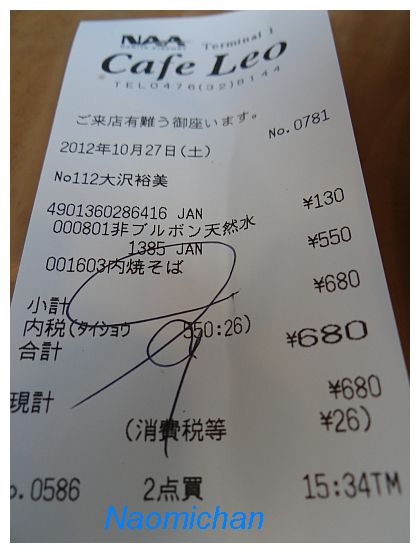 NAA
NARITA AIRPORT
Terminal 1
Cafe Leo
TEL0476(32)8144
ご来店有難う御座います。
No.0781
2012年10月27日(土)
No112大沢裕美
4901360286416 JAN ¥130
000801非ブルボン天然水
1385 JAN ¥550
001603内焼そば
小計 ¥680
内税(タイショウ 550:26)
合計 ¥680
現計 ¥680
(消費税等 ¥26)
o.0586 2点買 15:34TM
Naomichan